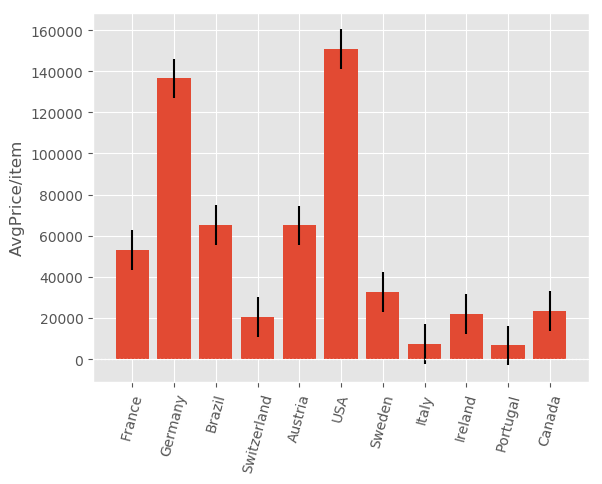 160000
140000
120000
100000
80000
60000
40000
20000
0
AvgPrice/item
France
Germany
Brazil
Switzerland
Austria
USA
Sweden
Italy
Ireland
Portugal
Canada